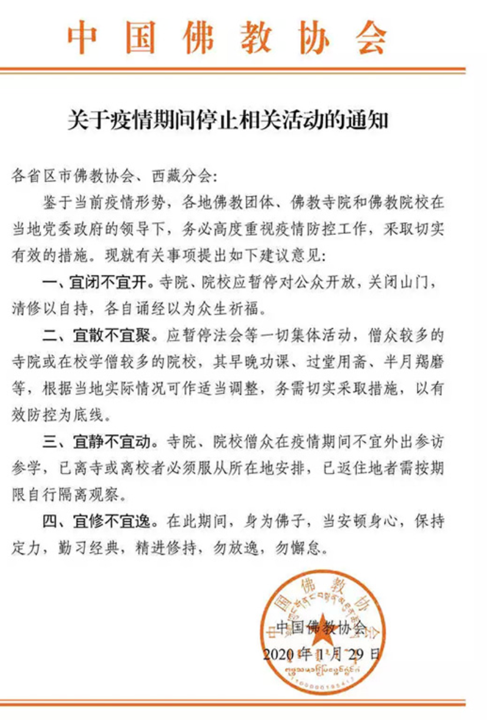 中国佛教协会
关于疫情期间停止相关活动的通知
各省区市佛教协会、西藏分会：
鉴于当前疫情形势，各地佛教团体、佛教寺院和佛教院校在
当地党委政府的领导下，务必高度重视疫情防控工作，采取切实
有效的措施。现就有关事项提出如下建议意见：
一、宜闭不宜开。寺院、院校应暂停对公众开放，关闭山门，
清修以自持，各自诵经以为众生祈福。
二、宜散不宜聚。应暂停法会等一切集体活动，僧众较多的
寺院或在校学僧较多的院校，其早晚功课、过堂用斋、半月羯磨
等，根据当地实际情况可作适当调整，务需切实采取措施，以有
效防控为底线。
三、宜静不宜动。寺院、院校僧众在疫情期间不宜外出参访
参学，已离寺或离校者必须服从所在地安排，已返住地者需按期
限自行隔离观察。
四、宜修不宜逸。在此期间，身为佛子，当安顿身心，保持
定力，勤习经典，精进修持，勿放逸，勿懈怠。
中国佛教协会
中国佛教协会
2020年1月29日